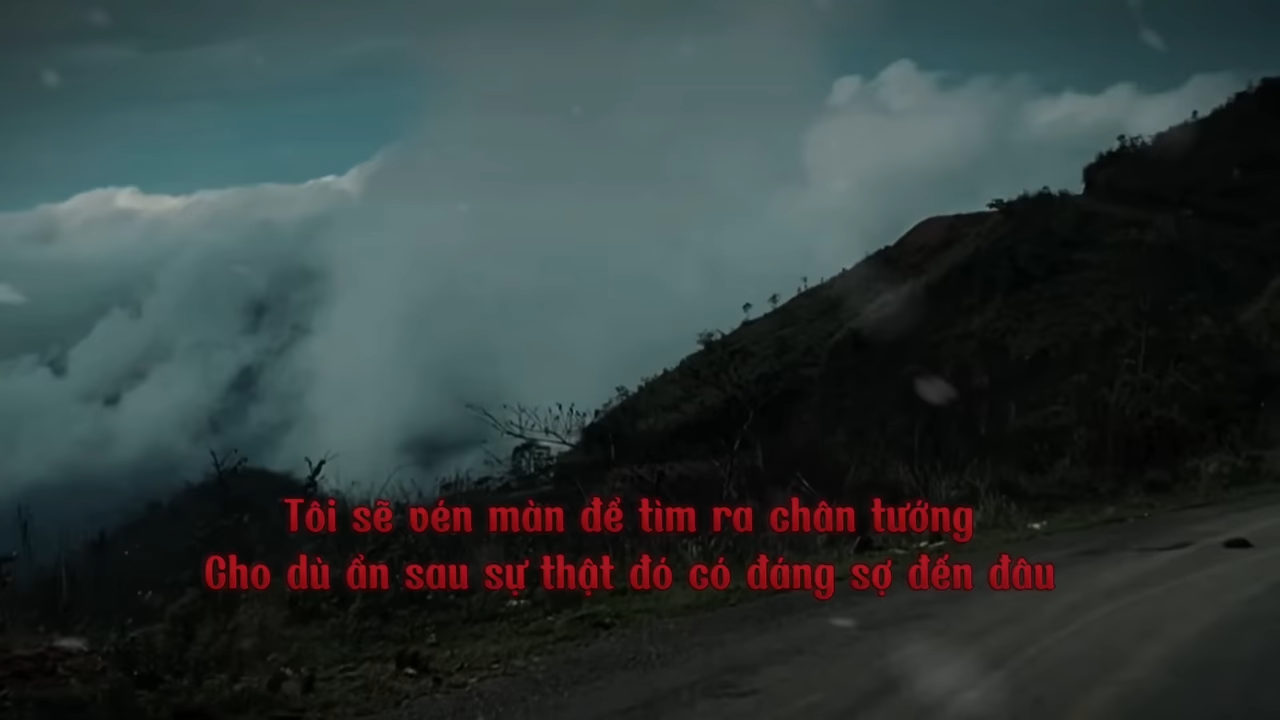 Tôi sẽ vén màn để tìm ra chân tướng
Cho dù ẩn sau sự thật đó có đáng sợ đến đâu